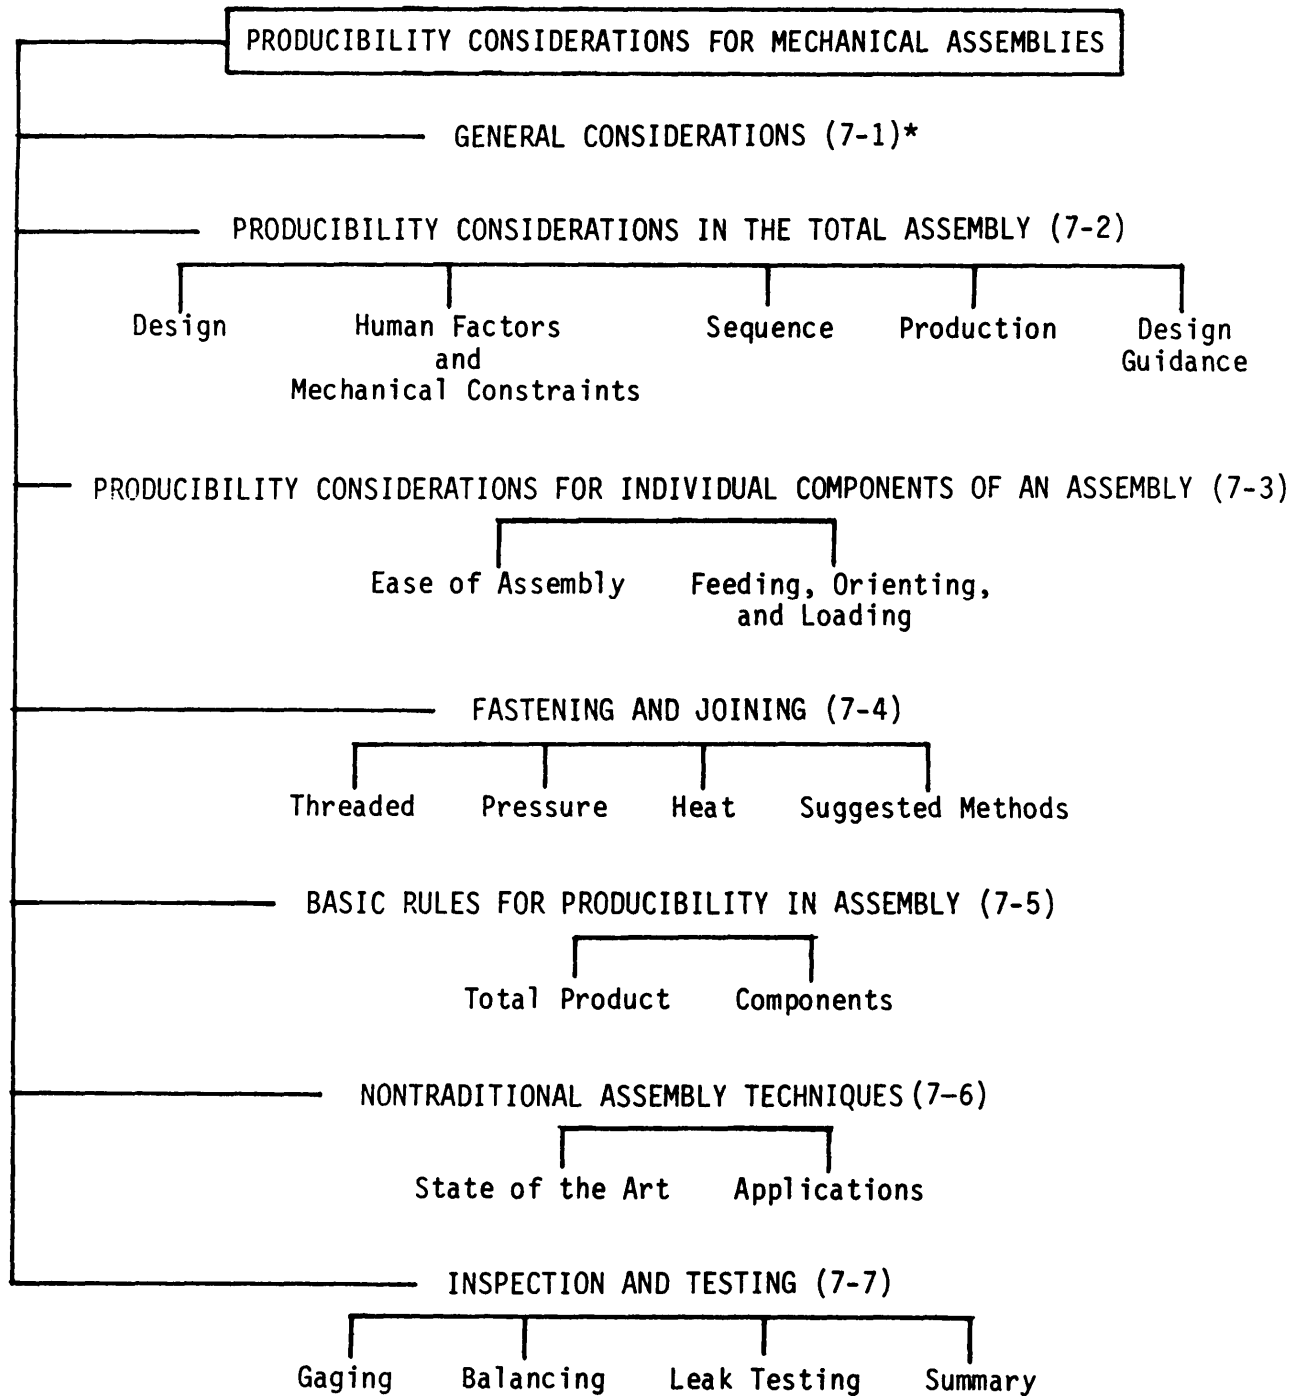 PRODUCIBILITY CONSIDERATIONS FOR MECHANICAL ASSEMBLIES
GENERAL CONSIDERATIONS (7-1)*
PRODUCIBILITY CONSIDERATIONS IN THE TOTAL ASSEMBLY (7-2)
Design
Human Factors
and
Mechanical Constraints
Sequence
Production
Design
Guidance
PRODUCIBILITY CONSIDERATIONS FOR INDIVIDUAL COMPONENTS OF AN ASSEMBLY (7-3)
Ease of Assembly
Feeding, Orienting,
and Loading
FASTENING AND JOINING (7-4)
Threaded
Pressure
Heat
Suggested Methods
BASIC RULES FOR PRODUCIBILITY IN ASSEMBLY (7-5)
Total Product
Components
NONTRADITIONAL ASSEMBLY TECHNIQUES (7-6)
State of the Art
Applications
INSPECTION AND TESTING (7-7)
Gaging
Balancing
Leak Testing
Summary